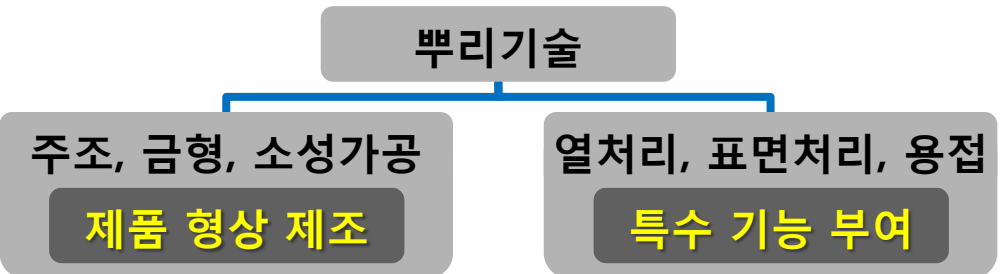 뿌리기술
주조, 금형, 소성가공
제품 형상 제조
열처리, 표면처리, 용접
특수 기능 부여